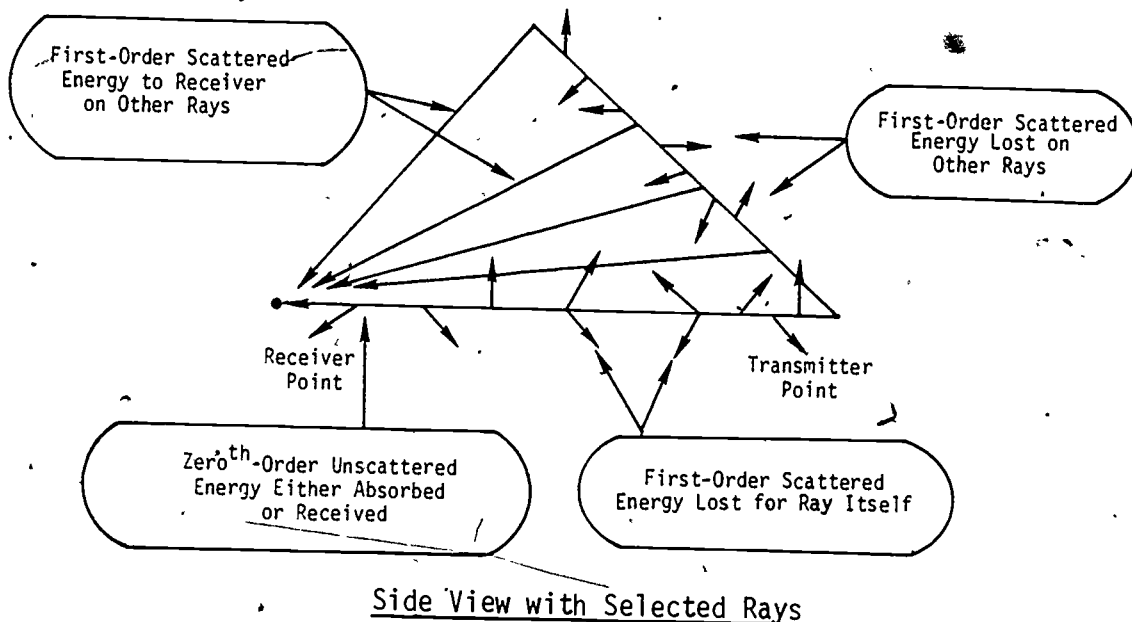 First-Order Scattered
Energy to Receiver
on Other Rays
First-Order Scattered
Energy Lost on
Other Rays
Receiver
Point
Transmitter
Point
Zero th-Order Unscattered
Energy Either Absorbed
or Received
First-Order Scattered
Energy Lost for Ray Itself
Side View with Selected Rays